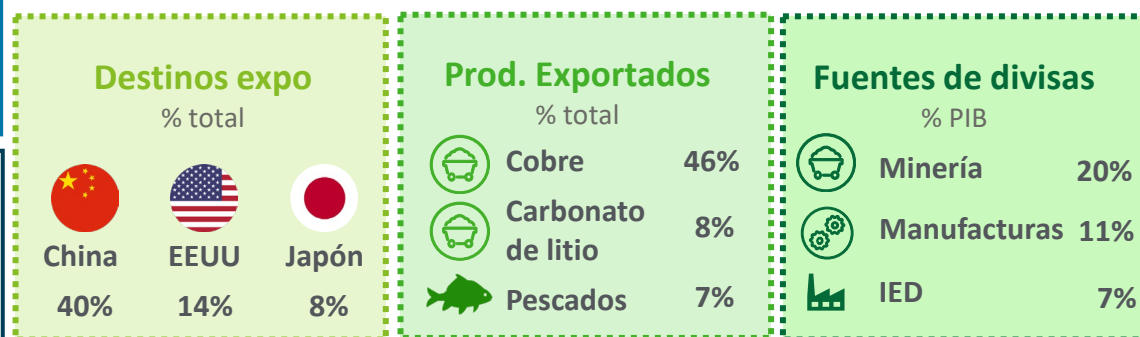 Destinos expo
% total
China EEUU Japón
40% 14% 8%
Prod. Exportados
% total
Cobre 46%
Carbonato
de litio 8%
Pescados 7%
Fuentes de divisas
% PIB
Minería 20%
Manufacturas 11%
IED 7%